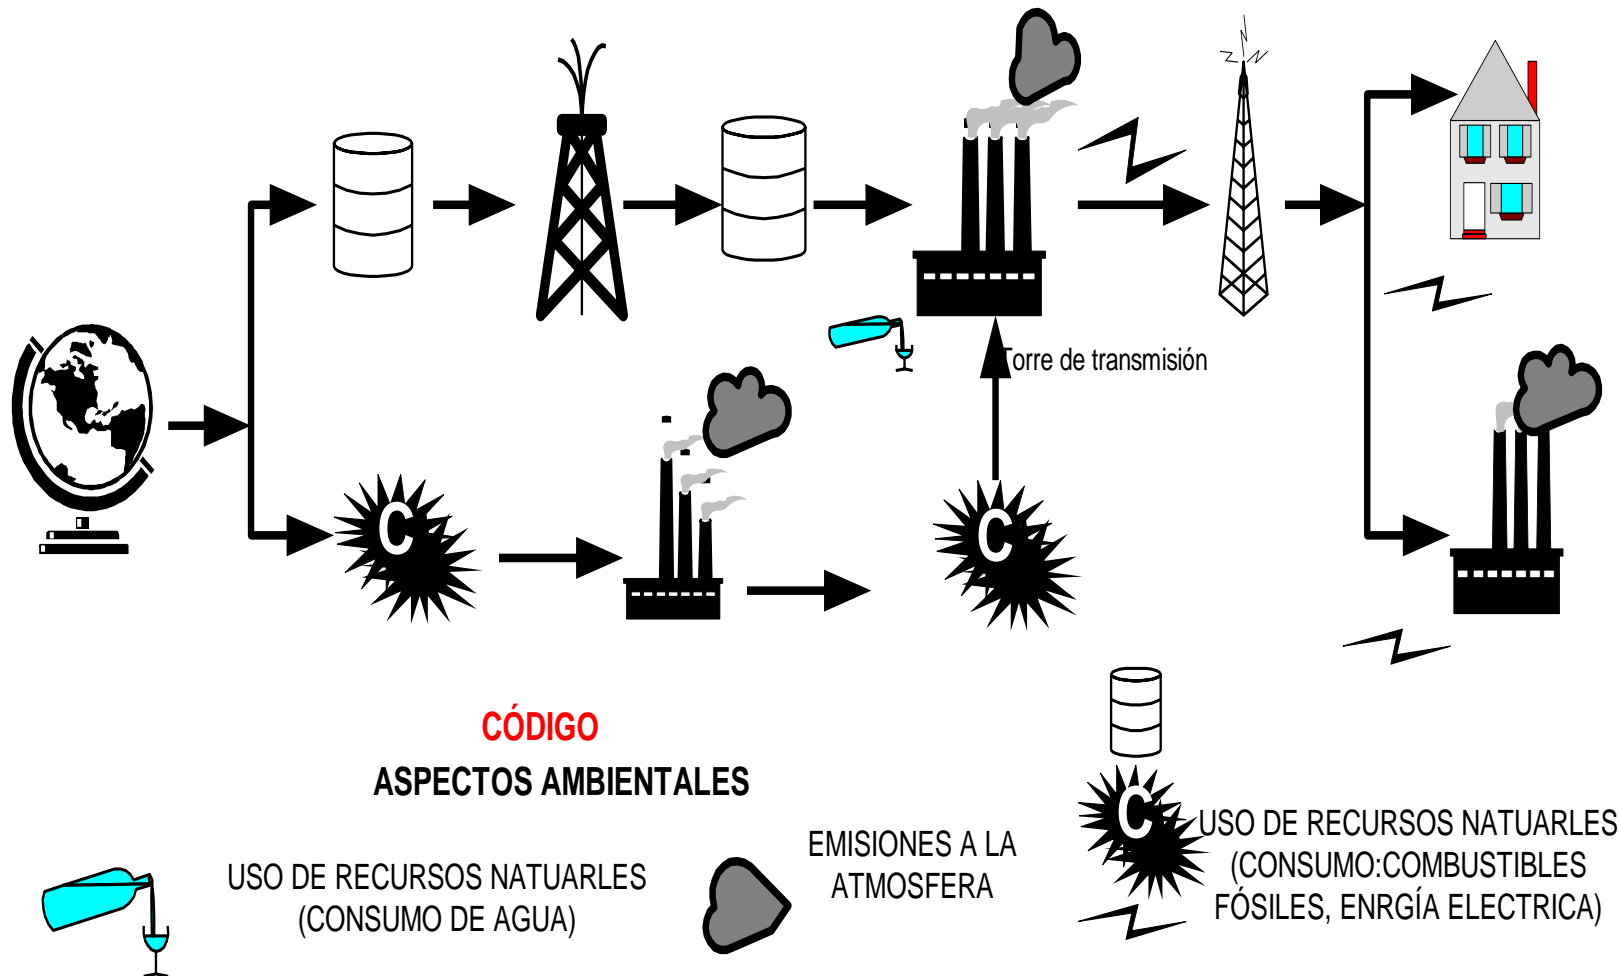 Torre de transmisión
C
C
CÓDIGO
ASPECTOS AMBIENTALES
USO DE RECURSOS NATUARLES
(CONSUMO DE AGUA)
EMISIONES A LA
ATMOSFERA
C
USO DE RECURSOS NATUARLES
(CONSUMO:COMBUSTIBLES
FÓSILES, ENRGÍA ELECTRICA)